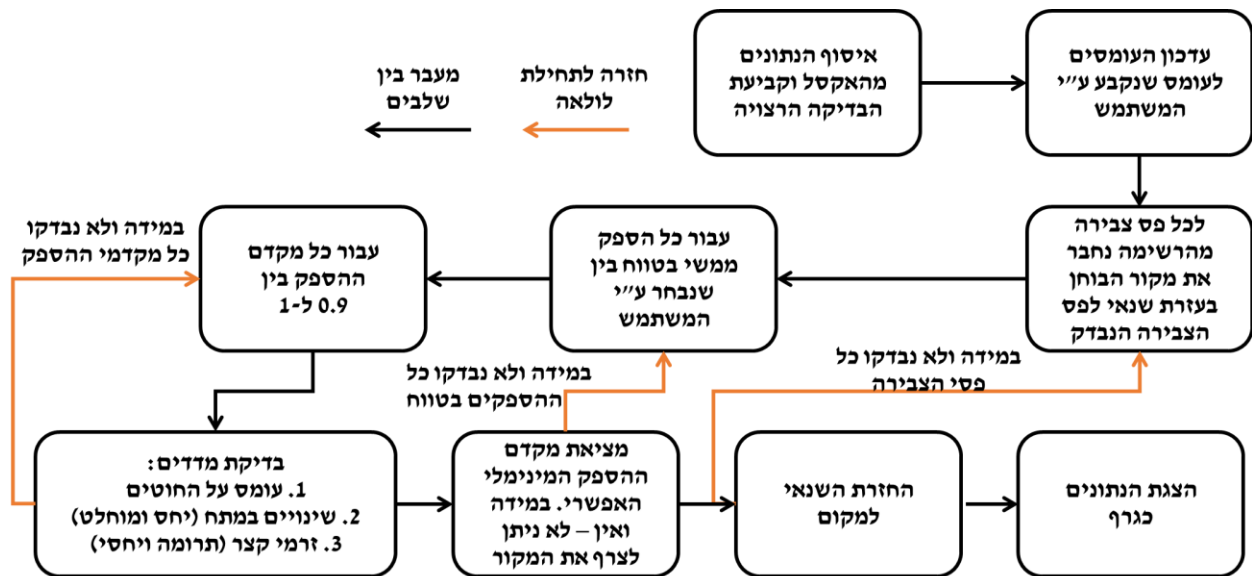 איסוף הנתונים
מהאקסל וקביעת
הבדיקה הרצויה
עדכון העומסים
לעומס שנקבע ע״י
המשתמש
חזרה לתחילת
לולאה
מעבר בין
שלבים
לכל פס צבירה
מהרשימה נחבר
את מקור הבוחן
בעזרת שנאי לפס
הצבירה הנבדק
עבור כל הספק
ממשי בטווח בין
שנבחר ע״י
המשתמש
עבור כל מקדם
ההספק בין
0.9 ל-1
במידה ולא נבדקו
כל מקדמי ההספק
במידה ולא נבדקו כל
פסי הצבירה
במידה ולא נבדקו כל
ההספקים בטווח
בדיקת מדדים:
1. עומס על החוטים
2. שינויים במתח (יחס ומוחלט)
3. זרמי קצר (תרומה ויחסי)
מציאת מקדם
ההספק המינימלי
האפשרי. במידה
ואין – לא ניתן
לצרף את המקור
החזרת השנאי
למקום
הצגת הנתונים
כגרף